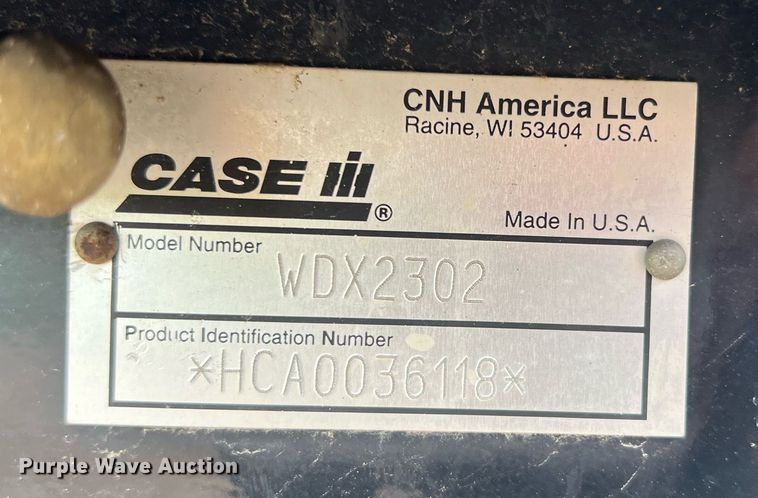 CNH America LLC
Racine, WI 53404 U.S.A.
CASE IH
®
Made In U.S.A.
Model Number
WDX2302
Product Identification Number
*HCA0036118*
Purple Wave Auction